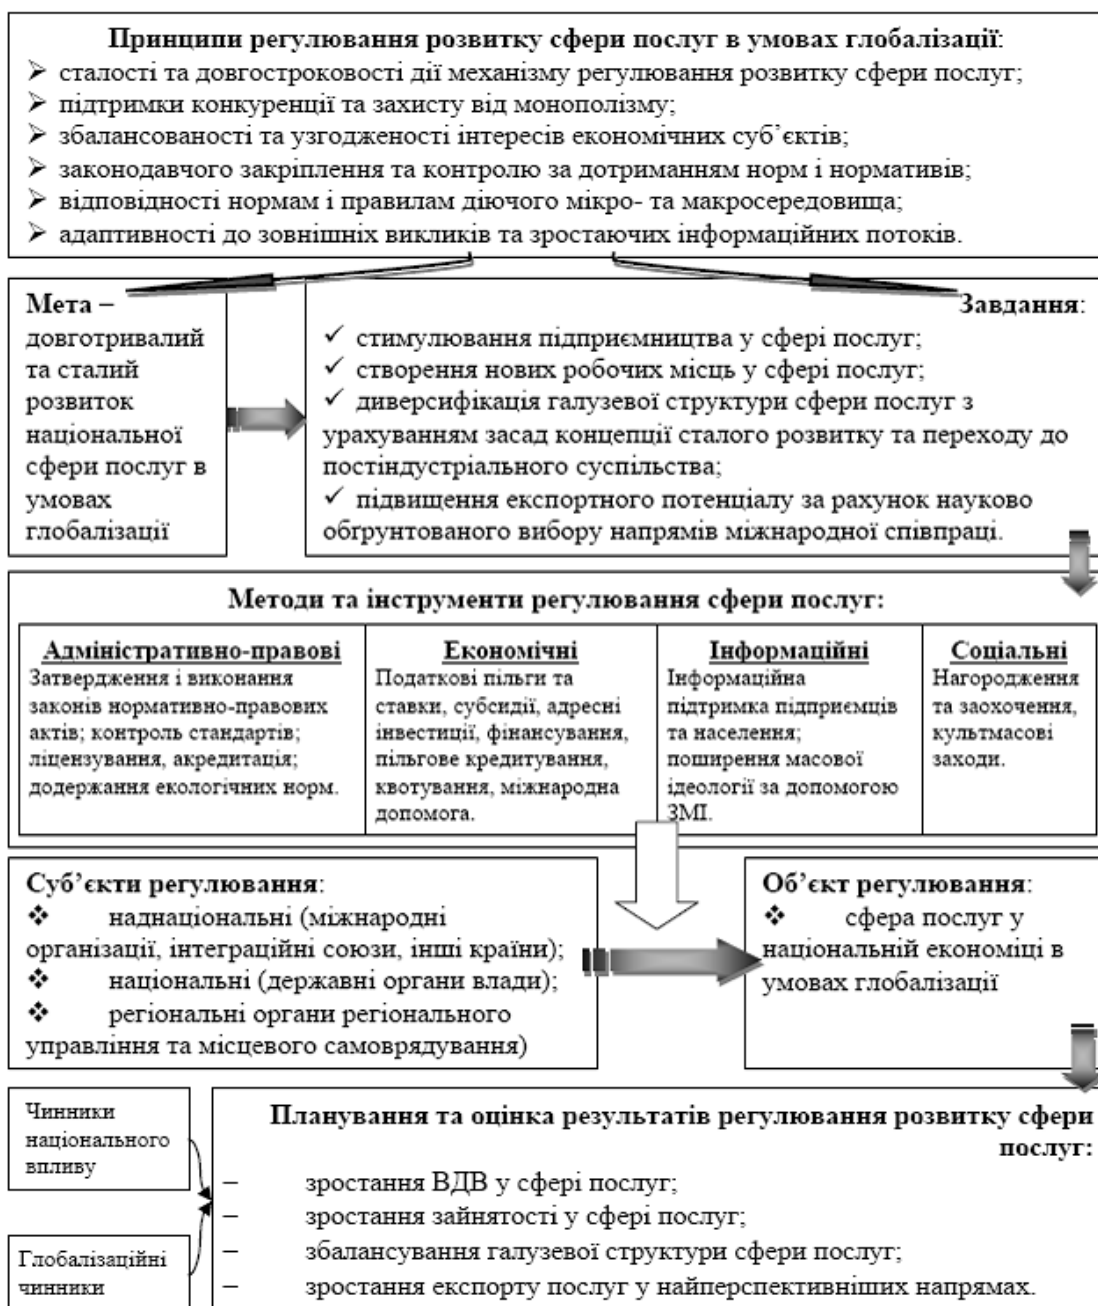 Принципи регулювання розвитку сфери послуг в умовах глобалізації:
➢ сталості та довгостроковості дії механізму регулювання розвитку сфери послуг;
➢ підтримки конкуренції та захисту від монополізму;
➢ збалансованості та узгодженості інтересів економічних суб’єктів;
➢ законодавчого закріплення та контролю за дотриманням норм і нормативів;
➢ відповідності нормам і правилам діючого мікро- та макросередовища;
➢ адаптивності до зовнішніх викликів та зростаючих інформаційних потоків.
Мета –
довготривалий
та сталий
розвиток
національної
сфери послуг в
умовах
глобалізації
Завдання:
✓ стимулювання підприємництва у сфері послуг;
✓ створення нових робочих місць у сфері послуг;
✓ диверсифікація галузевої структури сфери послуг з
урахуванням засад концепції сталого розвитку та переходу до
постіндустріального суспільства;
✓ підвищення експортного потенціалу за рахунок науково
обґрунтованого вибору напрямів міжнародної співпраці.
Методи та інструменти регулювання сфери послуг:
Адміністративно-правові
Затвердження і виконання
законів нормативно-правових
актів; контроль стандартів;
ліцензування, акредитація;
додержання екологічних норм.
Економічні
Податкові пільги та
ставки, субсидії, адресні
інвестиції, фінансування,
пільгове кредитування,
квотування, міжнародна
допомога.
Інформаційні
Інформаційна
підтримка підприємців
та населення;
поширення масової
ідеології за допомогою
ЗМІ.
Соціальні
Нагородження
та заохочення,
культмасові
заходи.
Суб’єкти регулювання:
❖ наднаціональні (міжнародні
організації, інтеграційні союзи, інші країни);
❖ національні (державні органи влади);
❖ регіональні органи регіонального
управління та місцевого самоврядування)
Об’єкт регулювання:
❖ сфера послуг у
національній економіці в
умовах глобалізації
Чинники
національного
впливу
Глобалізаційні
чинники
Планування та оцінка результатів регулювання розвитку сфери
послуг:
– зростання ВДВ у сфері послуг;
– зростання зайнятості у сфері послуг;
– збалансування галузевої структури сфери послуг;
– зростання експорту послуг у найперспективніших напрямах.